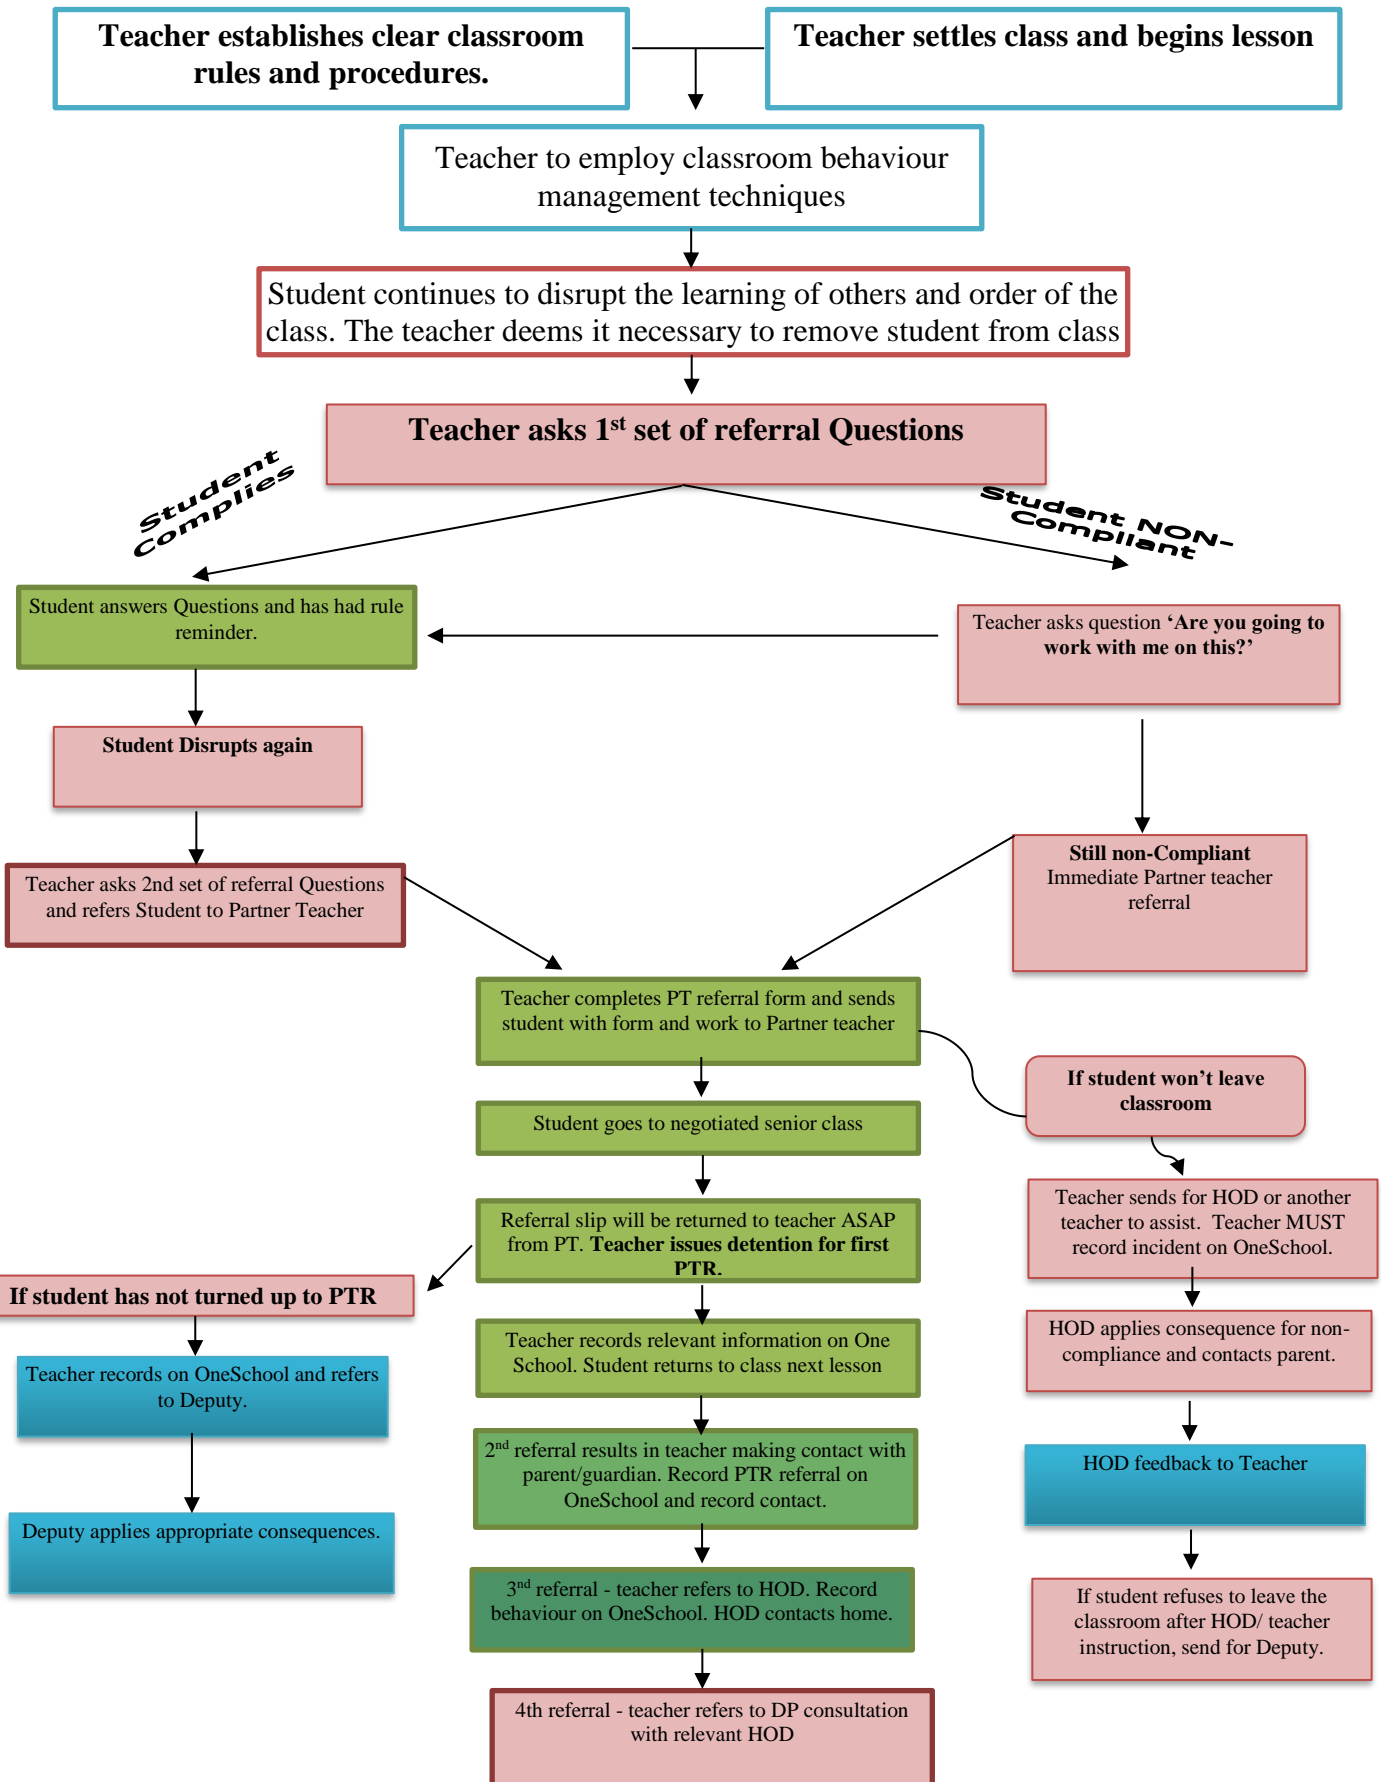 Teacher establishes clear classroom
rules and procedures.
Teacher settles class and begins lesson
Teacher to employ classroom behaviour
management techniques
Student continues to disrupt the learning of others and order of the
class. The teacher deems it necessary to remove student from class
Teacher asks 1st set of referral Questions
Student
Complies
Student NON-
Compliant
Student answers Questions and has had rule
reminder.
Teacher asks question ‘Are you going to
work with me on this?’
Student Disrupts again
Still non-Compliant
Immediate Partner teacher
referral
Teacher asks 2nd set of referral Questions
and refers Student to Partner Teacher
Teacher completes PT referral form and sends
student with form and work to Partner teacher
If student won’t leave
classroom
Student goes to negotiated senior class
Teacher sends for HOD or another
teacher to assist.  Teacher MUST
record incident on OneSchool.
Referral slip will be returned to teacher ASAP
from PT. Teacher issues detention for first
PTR.
If student has not turned up to PTR
HOD applies consequence for non-
compliance and contacts parent.
Teacher records relevant information on One
School. Student returns to class next lesson
Teacher records on OneSchool and refers
to Deputy.
2nd referral results in teacher making contact with
parent/guardian. Record PTR referral on
OneSchool and record contact.
HOD feedback to Teacher
Deputy applies appropriate consequences.
3nd referral - teacher refers to HOD. Record
behaviour on OneSchool. HOD contacts home.
If student refuses to leave the
classroom after HOD/ teacher
instruction, send for Deputy.
4th referral - teacher refers to DP consultation
with relevant HOD